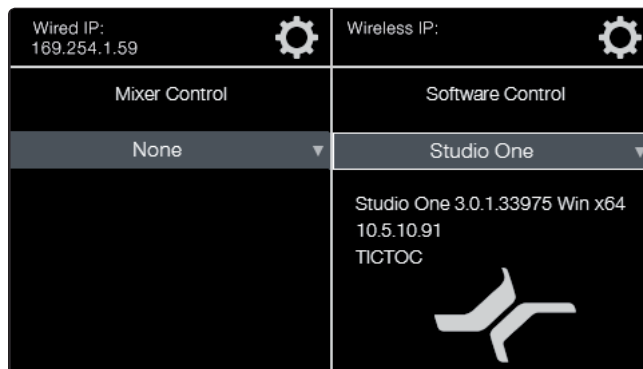 Wired IP:
169.254.1.59
Wireless IP:
Mixer Control
Software Control
None
Studio One
Studio One 3.0.1.33975 Win x64
10.5.10.91
TICTOC